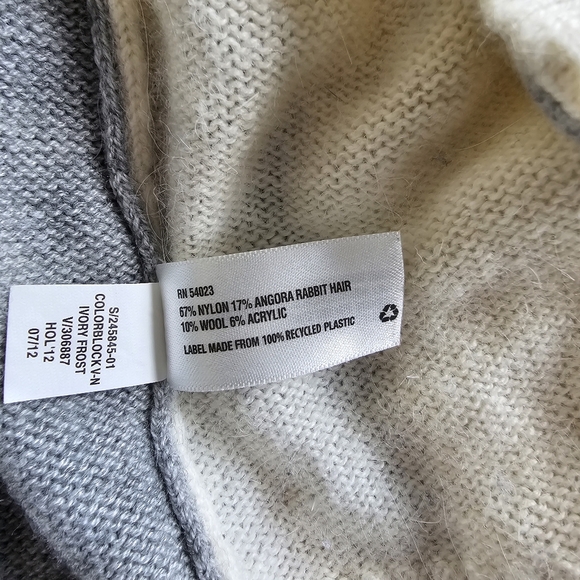 RN 54023
67% NYLON 17% ANGORA RABBIT HAIR
10% WOOL 6% ACRYLIC
LABEL MADE FROM 100% RECYCLED PLASTIC
S/245845-01
COLORBLOCK V-N
IVORY FROST
V/306887
HOL '12
07/12